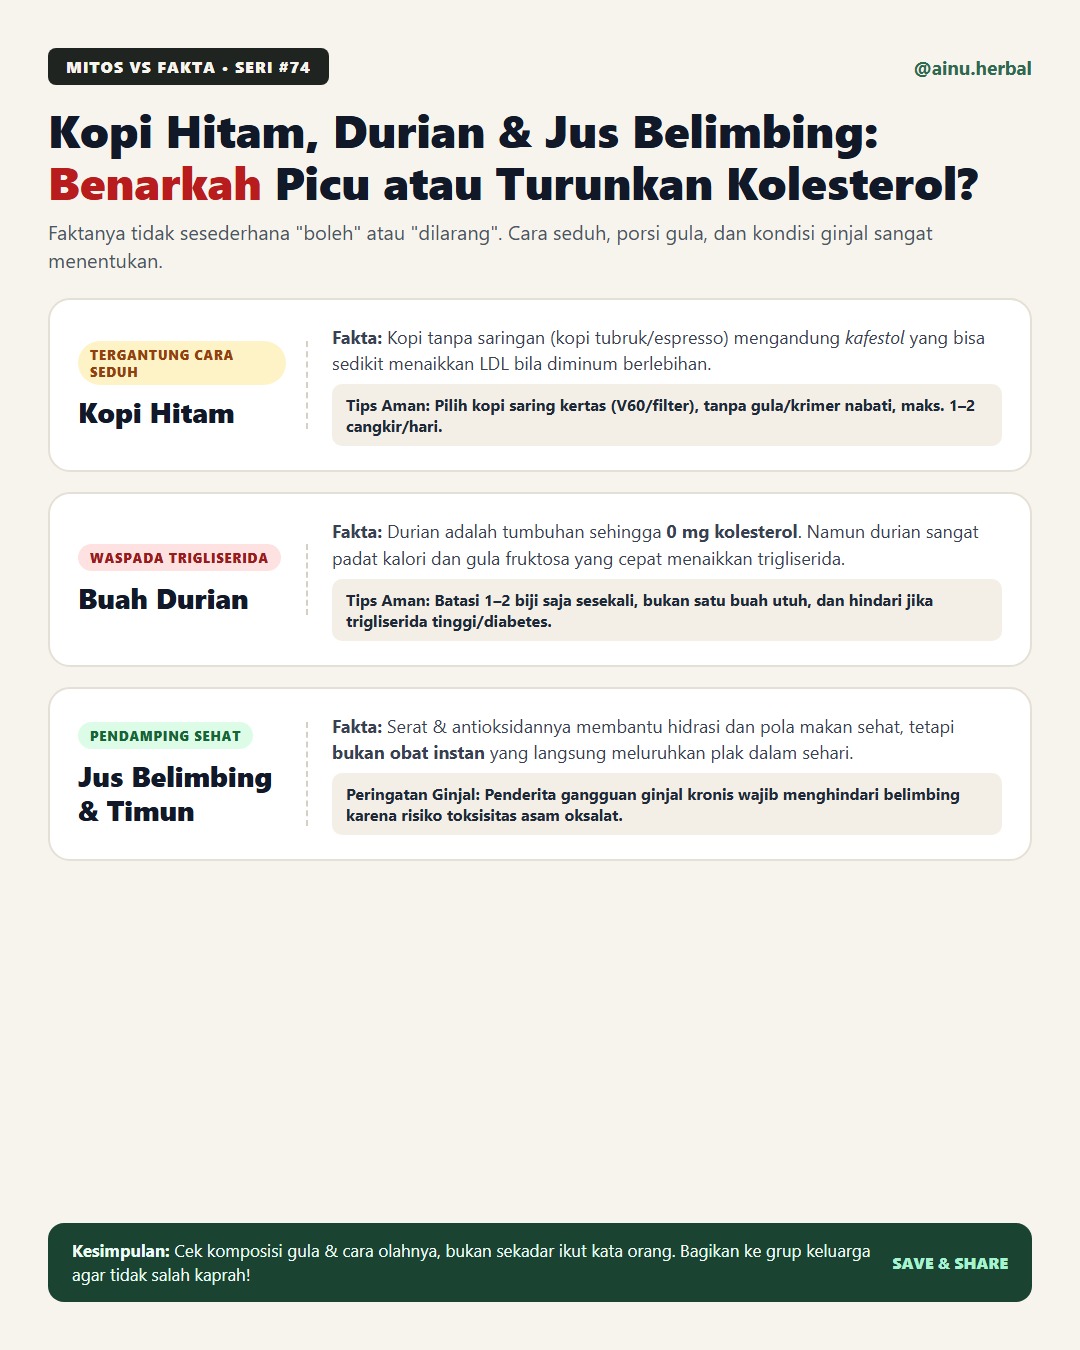 MITOS VS FAKTA • SERI #74
@ainu.herbal
Kopi Hitam, Durian & Jus Belimbing:
Benarkah Picu atau Turunkan Kolesterol?
Faktanya tidak sesederhana "boleh" atau "dilarang". Cara seduh, porsi gula, dan kondisi ginjal sangat
menentukan.
TERGANTUNG CARA
SEDUH
Kopi Hitam
Fakta: Kopi tanpa saringan (kopi tubruk/espresso) mengandung kafestol yang bisa
sedikit menaikkan LDL bila diminum berlebihan.
Tips Aman: Pilih kopi saring kertas (V60/filter), tanpa gula/krimer nabati, maks. 1–2
cangkir/hari.
WASPADA TRIGLISERIDA
Buah Durian
Fakta: Durian adalah tumbuhan sehingga 0 mg kolesterol. Namun durian sangat
padat kalori dan gula fruktosa yang cepat menaikkan trigliserida.
Tips Aman: Batasi 1–2 biji saja sesekali, bukan satu buah utuh, dan hindari jika
trigliserida tinggi/diabetes.
PENDAMPING SEHAT
Jus Belimbing
& Timun
Fakta: Serat & antioksidannya membantu hidrasi dan pola makan sehat, tetapi
bukan obat instan yang langsung meluruhkan plak dalam sehari.
Peringatan Ginjal: Penderita gangguan ginjal kronis wajib menghindari belimbing
karena risiko toksisitas asam oksalat.
Kesimpulan: Cek komposisi gula & cara olahnya, bukan sekadar ikut kata orang. Bagikan ke grup keluarga
agar tidak salah kaprah!
SAVE & SHARE